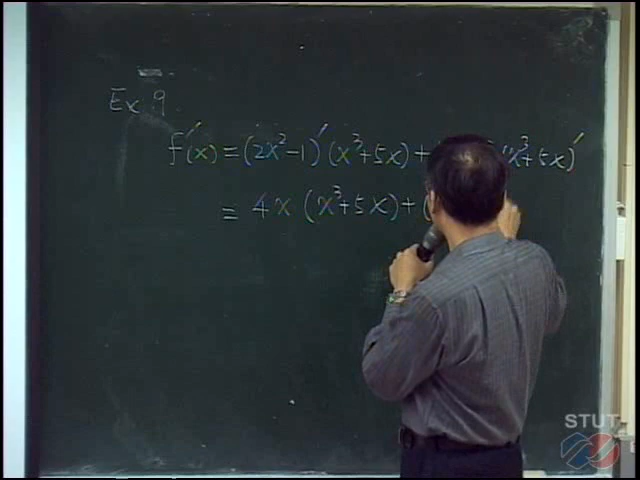 Ex 9.
f'(x) = (2x²-1)'(x³+5x)+ (x³+5x)'
= 4x (x³+5x)+(
STUT